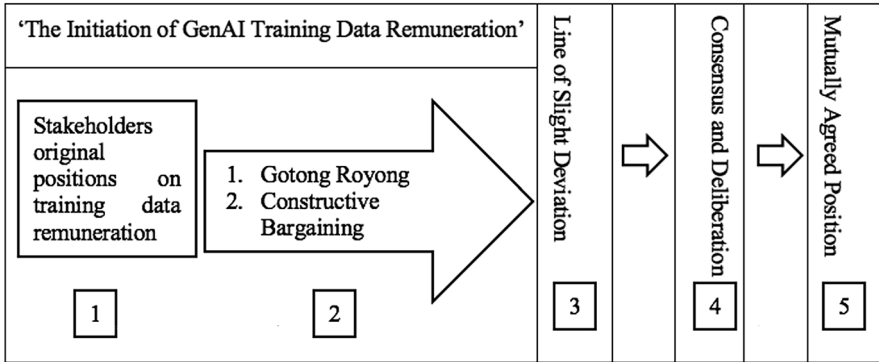 ‘The Initiation of GenAI Training Data Remuneration’
Stakeholders
original
positions on
training data
remuneration
1. Gotong Royong
2. Constructive
Bargaining
Line of Slight Deviation
Consensus and Deliberation
Mutually Agreed Position
1
2
3
4
5